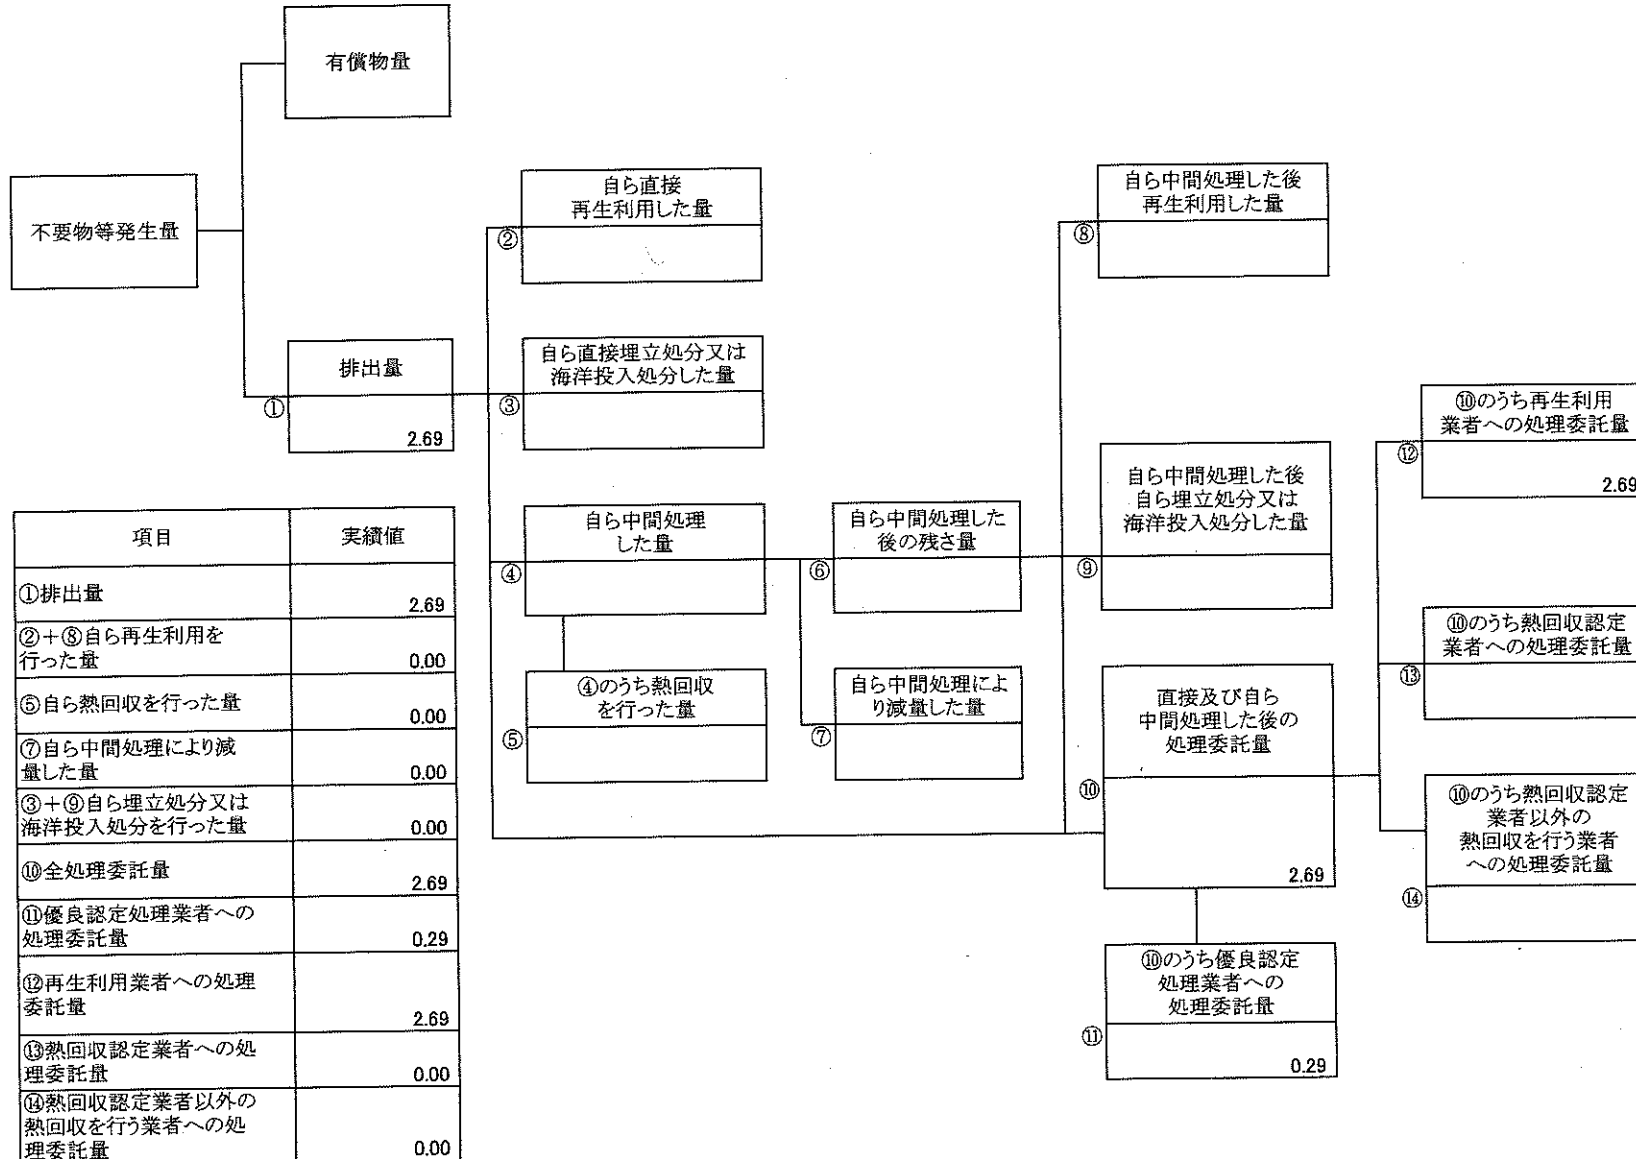 有償物量
不要物等発生量
排出量
①
2.69
自ら直接
再生利用した量
②
自ら直接埋立処分又は
海洋投入処分した量
③
自ら中間処理
した量
④
④のうち熱回収
を行った量
⑤
自ら中間処理した
後の残さ量
⑥
自ら中間処理によ
り減量した量
⑦
自ら中間処理した後
再生利用した量
⑧
自ら中間処理した後
自ら埋立処分又は
海洋投入処分した量
⑨
直接及び自ら
中間処理した後の
処理委託量
⑩
2.69
⑩のうち優良認定
処理業者への
処理委託量
⑪
0.29
⑩のうち再生利用
業者への処理委託量
⑫
2.69
⑩のうち熱回収認定
業者への処理委託量
⑬
⑩のうち熱回収認定
業者以外の
熱回収を行う業者
への処理委託量
⑭
項目 実績値
①排出量 2.69
②+⑧自ら再生利用を
行った量 0.00
⑤自ら熱回収を行った量 0.00
⑦自ら中間処理により減
量した量 0.00
③+⑨自ら埋立処分又は
海洋投入処分を行った量 0.00
⑩全処理委託量 2.69
⑪優良認定処理業者への
処理委託量 0.29
⑫再生利用業者への処理
委託量 2.69
⑬熱回収認定業者への処
理委託量 0.00
⑭熱回収認定業者以外の
熱回収を行う業者への処
理委託量 0.00